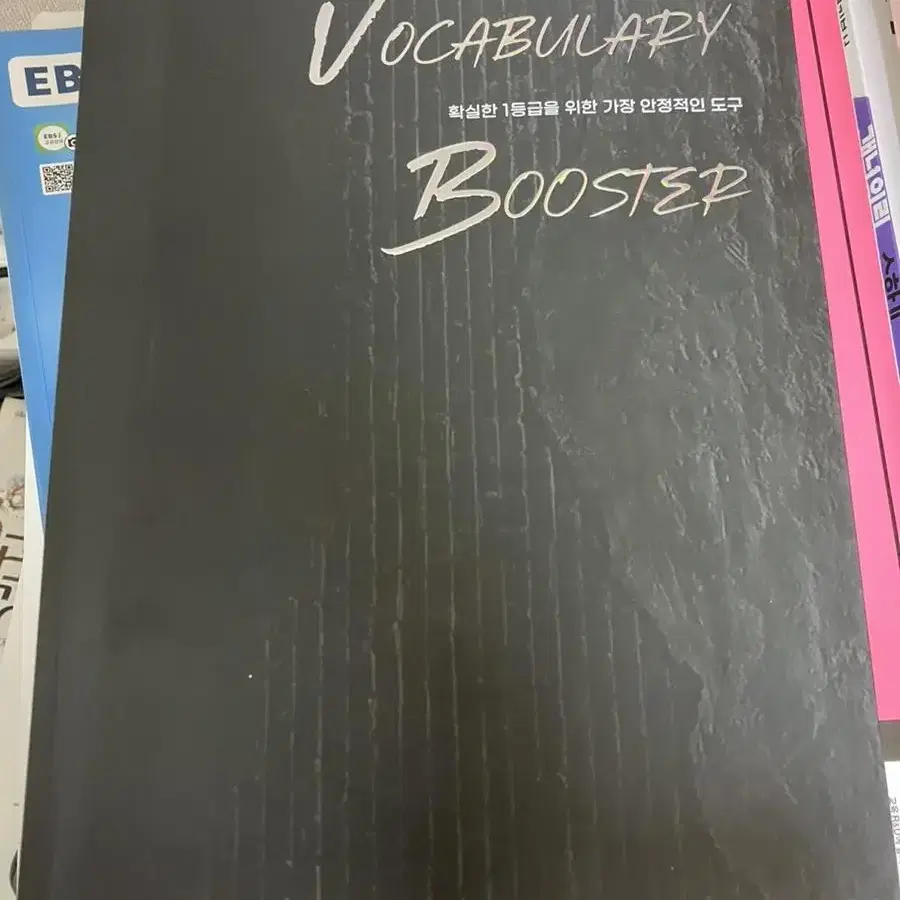 VOCABULARY
확실한 1등급을 위한 가장 안정적인 도구
BOOSTER
EB
EBSi